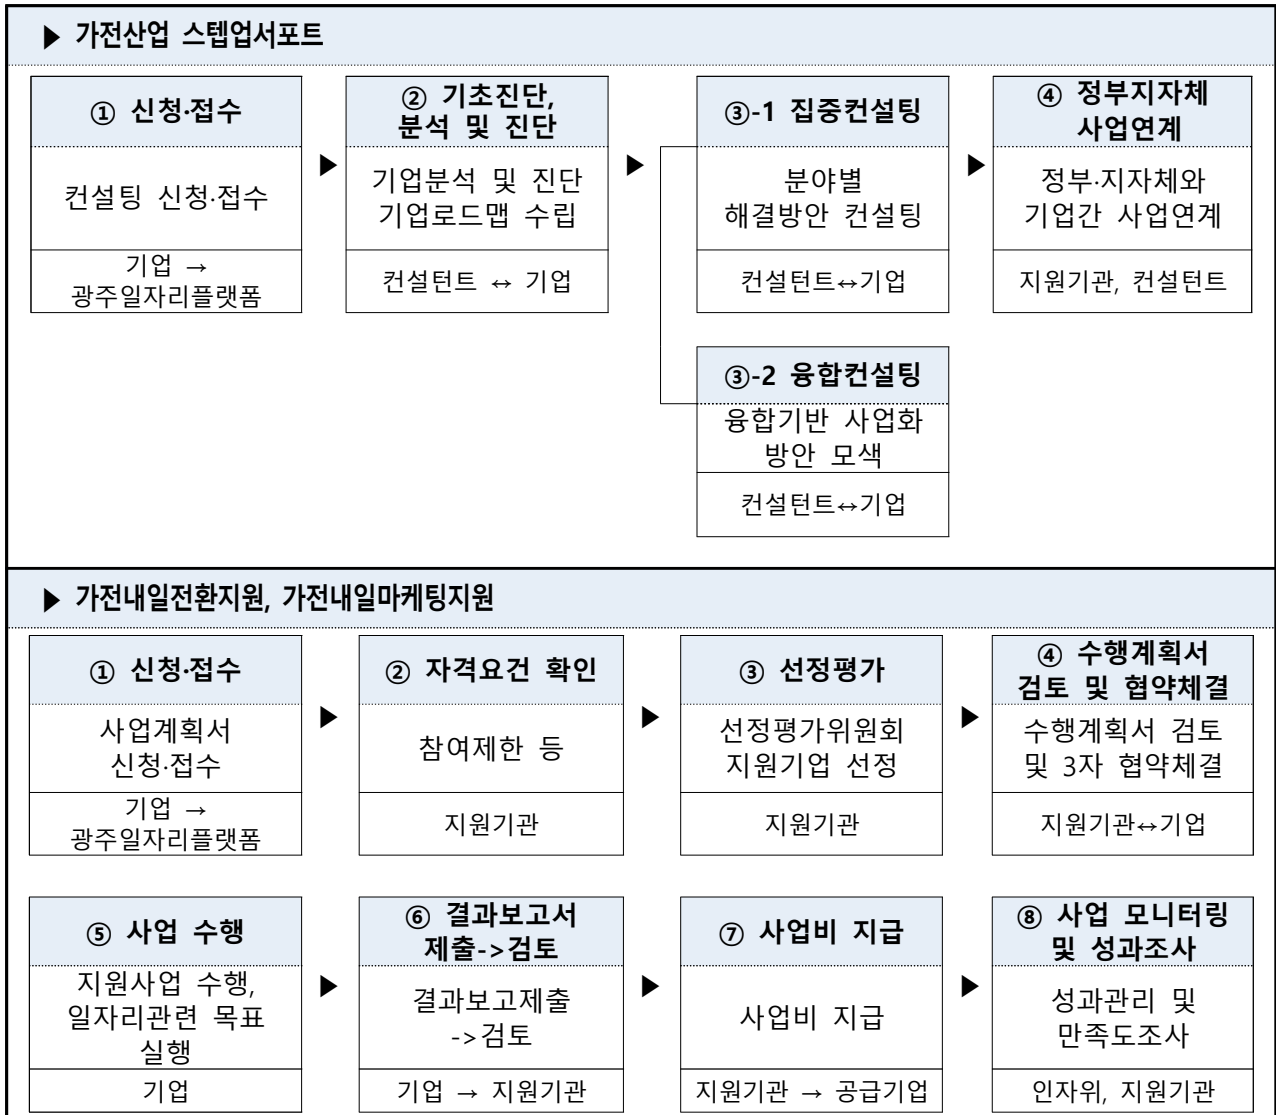 ▶ 가전산업 스텝업서포트
① 신청·접수
컨설팅 신청·접수
기업 →
광주일자리플랫폼
▶
② 기초진단,
분석 및 진단
기업분석 및 진단
기업로드맵 수립
컨설턴트 ↔ 기업
▶
③-1 집중컨설팅
분야별
해결방안 컨설팅
컨설턴트↔기업
③-2 융합컨설팅
융합기반 사업화
방안 모색
컨설턴트↔기업
▶
④ 정부지자체
사업연계
정부·지자체와
기업간 사업연계
지원기관, 컨설턴트
▶ 가전내일전환지원, 가전내일마케팅지원
① 신청·접수
사업계획서
신청·접수
기업 →
광주일자리플랫폼
▶
② 자격요건 확인
참여제한 등
지원기관
▶
③ 선정평가
선정평가위원회
지원기업 선정
지원기관
▶
④ 수행계획서
검토 및 협약체결
수행계획서 검토
및 3자 협약체결
지원기관↔기업
⑤ 사업 수행
지원사업 수행,
일자리관련 목표
실행
기업
▶
⑥ 결과보고서
제출->검토
결과보고제출
->검토
기업 → 지원기관
▶
⑦ 사업비 지급
사업비 지급
지원기관 → 공급기업
▶
⑧ 사업 모니터링
및 성과조사
성과관리 및
만족도조사
인자위, 지원기관